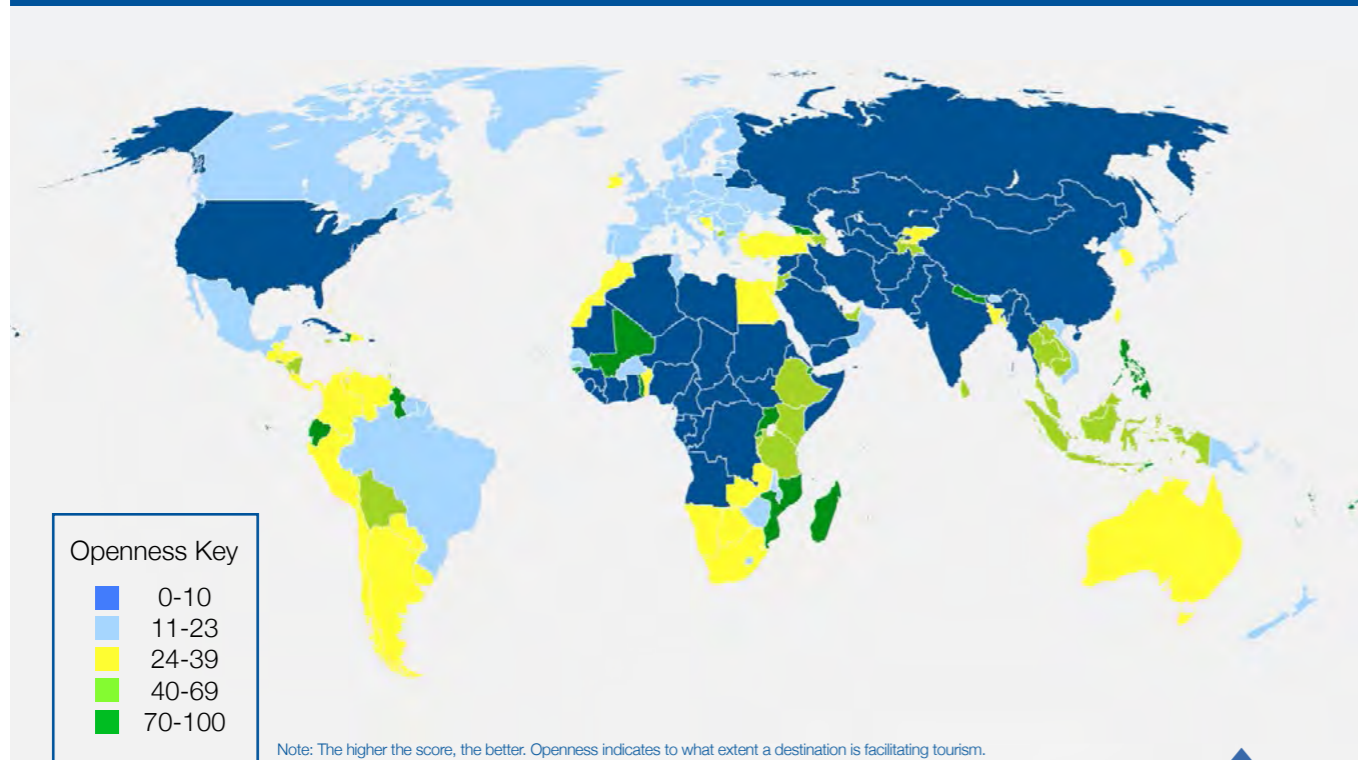 Openness Key
0-10
11-23
24-39
40-69
70-100
Note: The higher the score, the better. Openness indicates to what extent a destination is facilitating tourism.